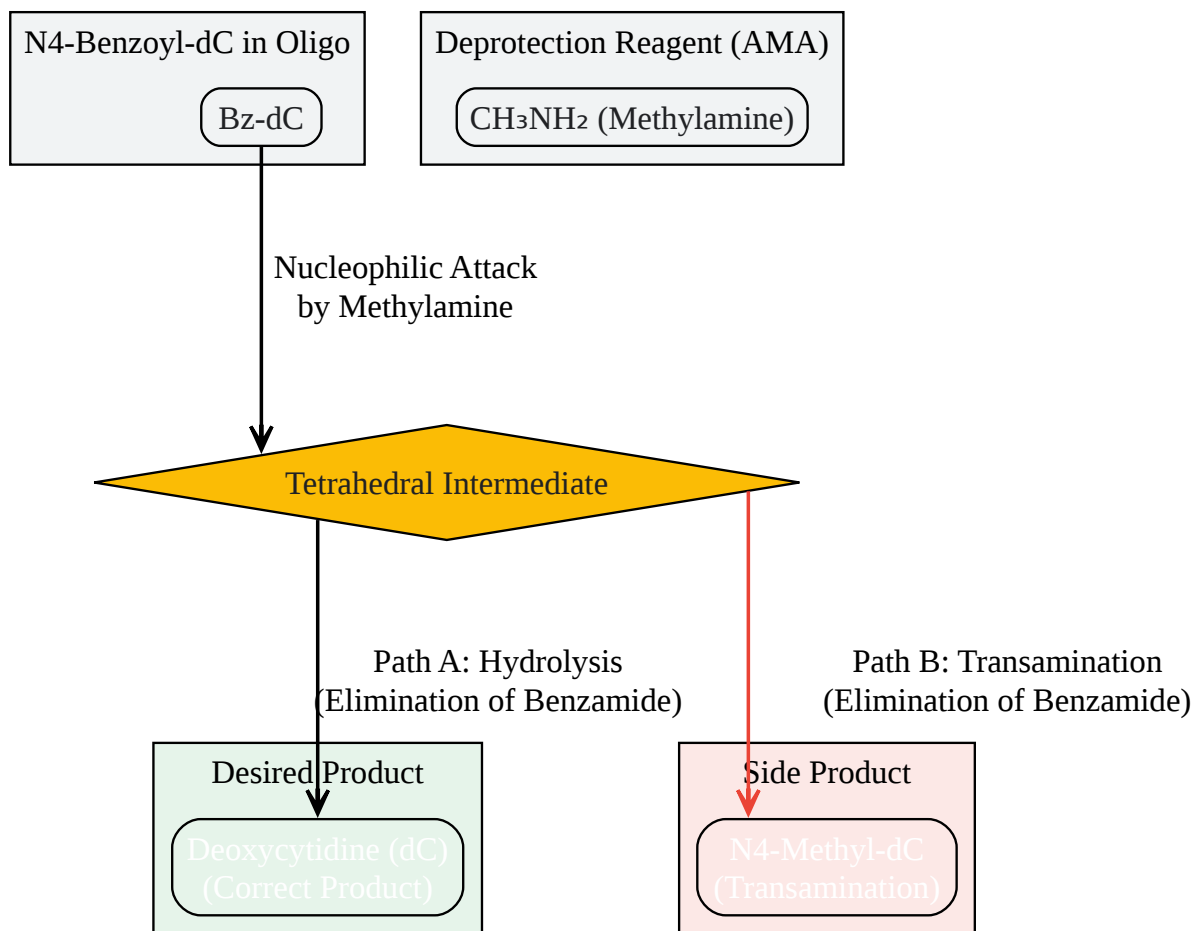 N4-Benzoyl-dC in Oligo
Bz-dC
Deprotection Reagent (AMA)
CH₃NH₂ (Methylamine)
Nucleophilic Attack
by Methylamine
Tetrahedral Intermediate
Path A: Hydrolysis
(Elimination of Benzamide)
Path B: Transamination
(Elimination of Benzamide)
Desired Product
Deoxycytidine (dC)
(Correct Product)
Side Product
N4-Methyl-dC
(Transamination)